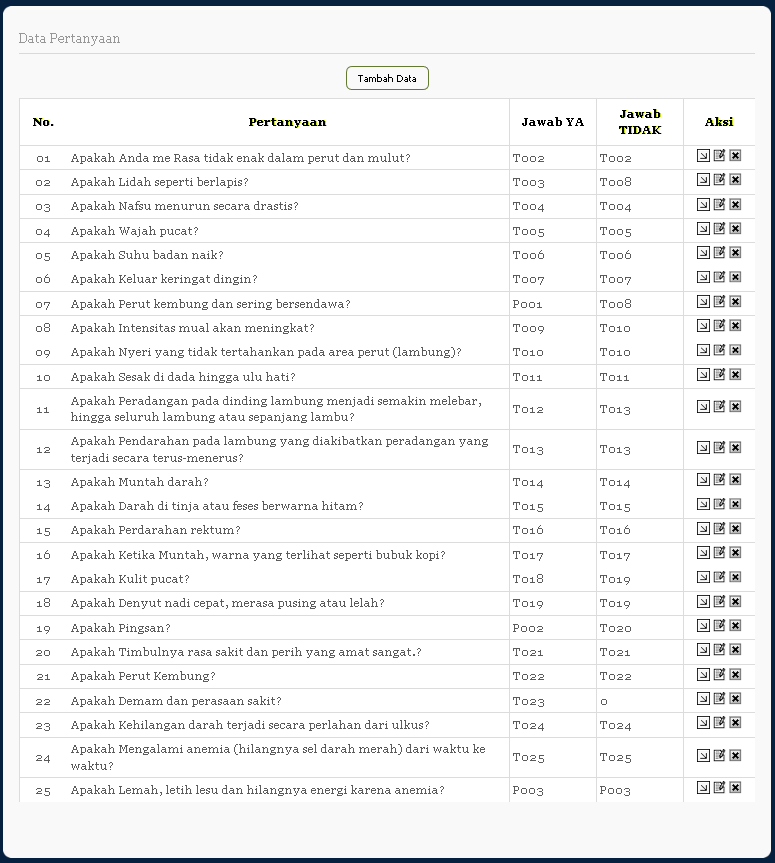 Data Pertanyaan
Tambah Data
No. Pertanyaan Jawab YA Jawab TIDAK Aksi
01 Apakah Anda me Rasa tidak enak dalam perut dan mulut? T002 T002
02 Apakah Lidah seperti berlapis? T003 T008
03 Apakah Nafsu menurun secara drastis? T004 T004
04 Apakah Wajah pucat? T005 T005
05 Apakah Suhu badan naik? T006 T006
06 Apakah Keluar keringat dingin? T007 T007
07 Apakah Perut kembung dan sering bersendawa? P001 T008
08 Apakah Intensitas mual akan meningkat? T009 T010
09 Apakah Nyeri yang tidak tertahankan pada area perut (lambung)? T010 T010
10 Apakah Sesak di dada hingga ulu hati? T011 T011
11 Apakah Peradangan pada dinding lambung menjadi semakin melebar,
hingga seluruh lambung atau sepanjang lambu? T012 T013
12 Apakah Pendarahan pada lambung yang diakibatkan peradangan yang
terjadi secara terus-menerus? T013 T013
13 Apakah Muntah darah? T014 T014
14 Apakah Darah di tinja atau feses berwarna hitam? T015 T015
15 Apakah Perdarahan rektum? T016 T016
16 Apakah Ketika Muntah, warna yang terlihat seperti bubuk kopi? T017 T017
17 Apakah Kulit pucat? T018 T019
18 Apakah Denyut nadi cepat, merasa pusing atau lelah? T019 T019
19 Apakah Pingsan? P002 T020
20 Apakah Timbulnya rasa sakit dan perih yang amat sangat.? T021 T021
21 Apakah Perut Kembung? T022 T022
22 Apakah Demam dan perasaan sakit? T023 0
23 Apakah Kehilangan darah terjadi secara perlahan dari ulkus? T024 T024
24 Apakah Mengalami anemia (hilangnya sel darah merah) dari waktu ke
waktu? T025 T025
25 Apakah Lemah, letih lesu dan hilangnya energi karena anemia? P003 P003